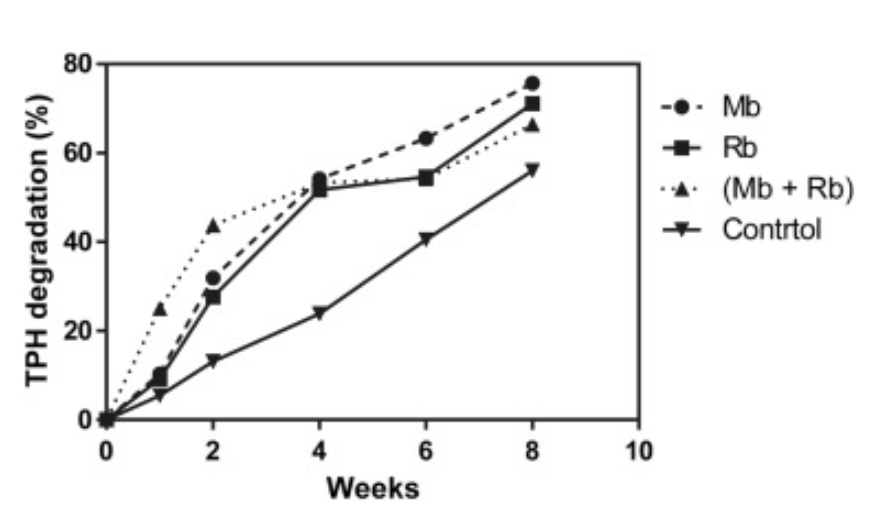 80
60
40
20
0
TPH degradation (%)
0 2 4 6 8 10
Weeks
Mb
Rb
(Mb + Rb)
Contrtol